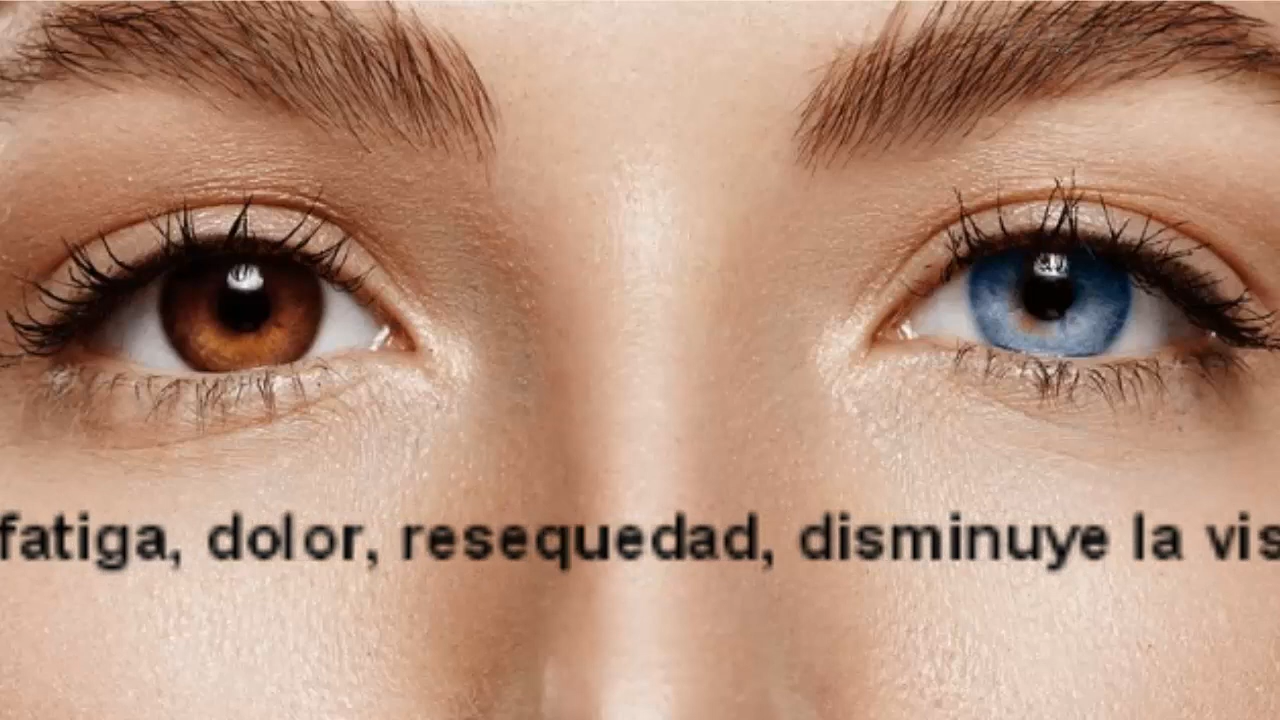 fatiga, dolor, resequedad, disminuye la vis